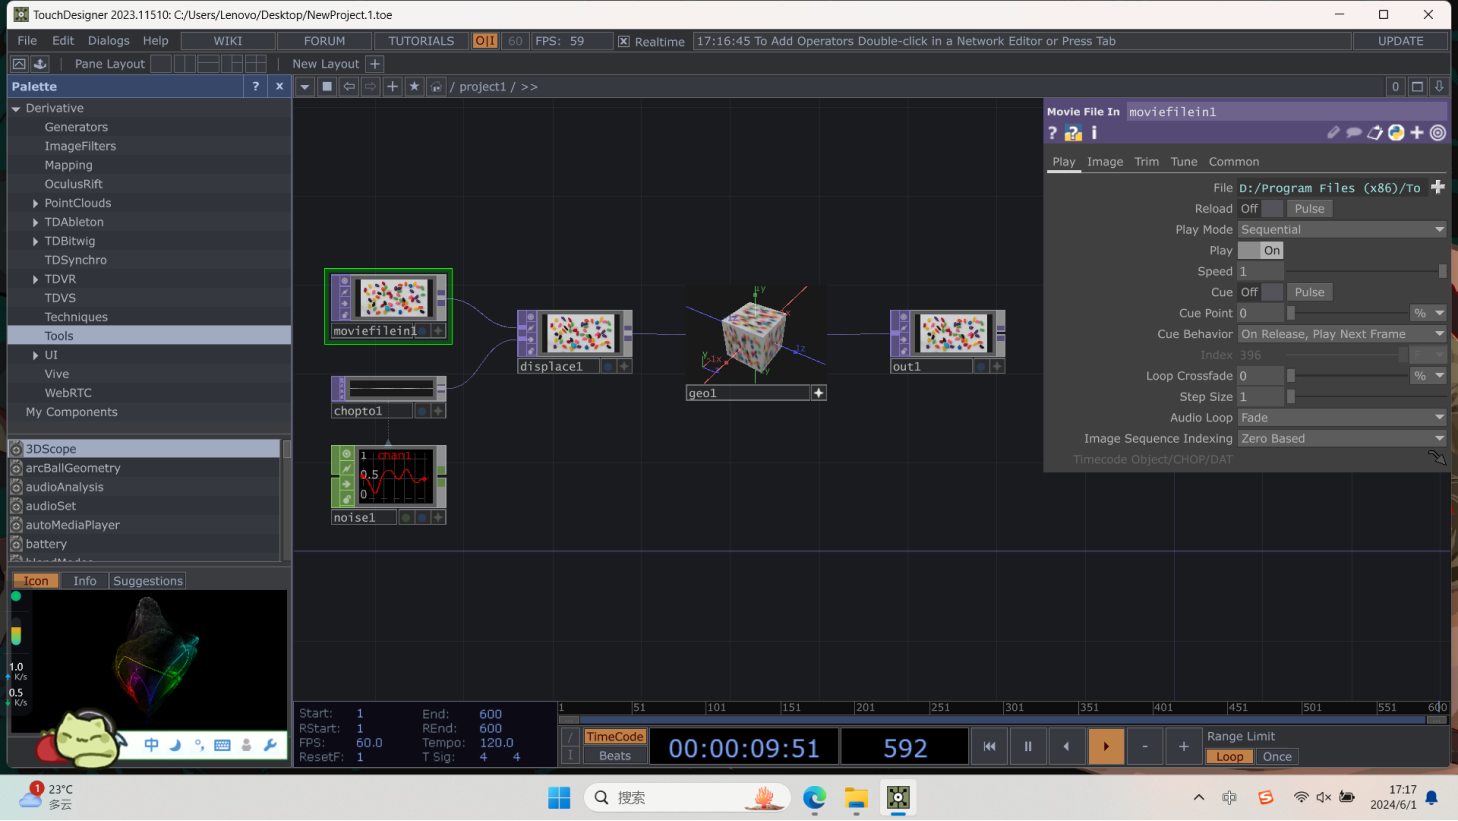 TouchDesigner 2023.11510: C:/Users/Lenovo/Desktop/NewProject.1.toe
File Edit Dialogs Help WIKI FORUM TUTORIALS O|I 60 FPS: 59 Realtime 17:16:45 To Add Operators Double-click in a Network Editor or Press Tab UPDATE
Pane Layout New Layout +
Palette ? x
/ project1 / >> 0
Derivative
Generators
ImageFilters
Mapping
OculusRift
PointClouds
TDAbleton
TDBitwig
TDSynchro
TDVR
TDVS
Techniques
Tools
UI
Vive
WebRTC
My Components
3DScope
arcBallGeometry
audioAnalysis
audioSet
autoMediaPlayer
battery
Icon Info Suggestions
1.0
K/s
0.5
K/s
中
moviefilein1
chopto1
1 chan1
0.5
0
noise1
displace1
geo1
out1
Movie File In moviefilein1
? ? i
Play Image Trim Tune Common
File D:/Program Files (x86)/To
Reload Off Pulse
Play Mode Sequential
Play On
Speed 1
Cue Off Pulse
Cue Point 0 %
Cue Behavior On Release, Play Next Frame
Index 396 F
Loop Crossfade 0 %
Step Size 1
Audio Loop Fade
Image Sequence Indexing Zero Based
Timecode Object/CHOP/DAT
Start: 1 End: 600
RStart: 1 REnd: 600
FPS: 60.0 Tempo: 120.0
ResetF: 1 T Sig: 4 4
1 51 101 151 201 251 301 351 401 451 501 551 600
TimeCode
Beats
00:00:09:51
592
- +
Range Limit
Loop Once
1
23°C
多云
搜索
中
17:17
2024/6/1